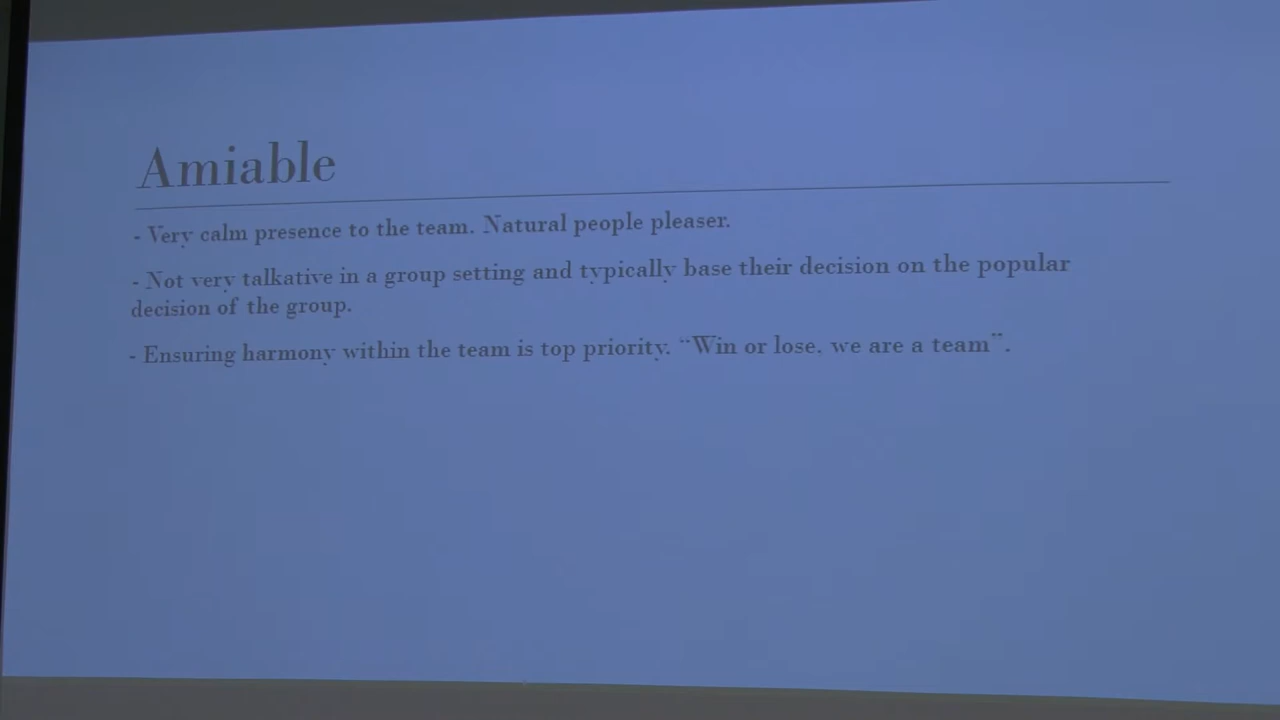 Amiable
- Very calm presence to the team. Natural people pleaser.
- Not very talkative in a group setting and typically base their decision on the popular
decision of the group.
- Ensuring harmony within the team is top priority. “Win or lose, we are a team”.